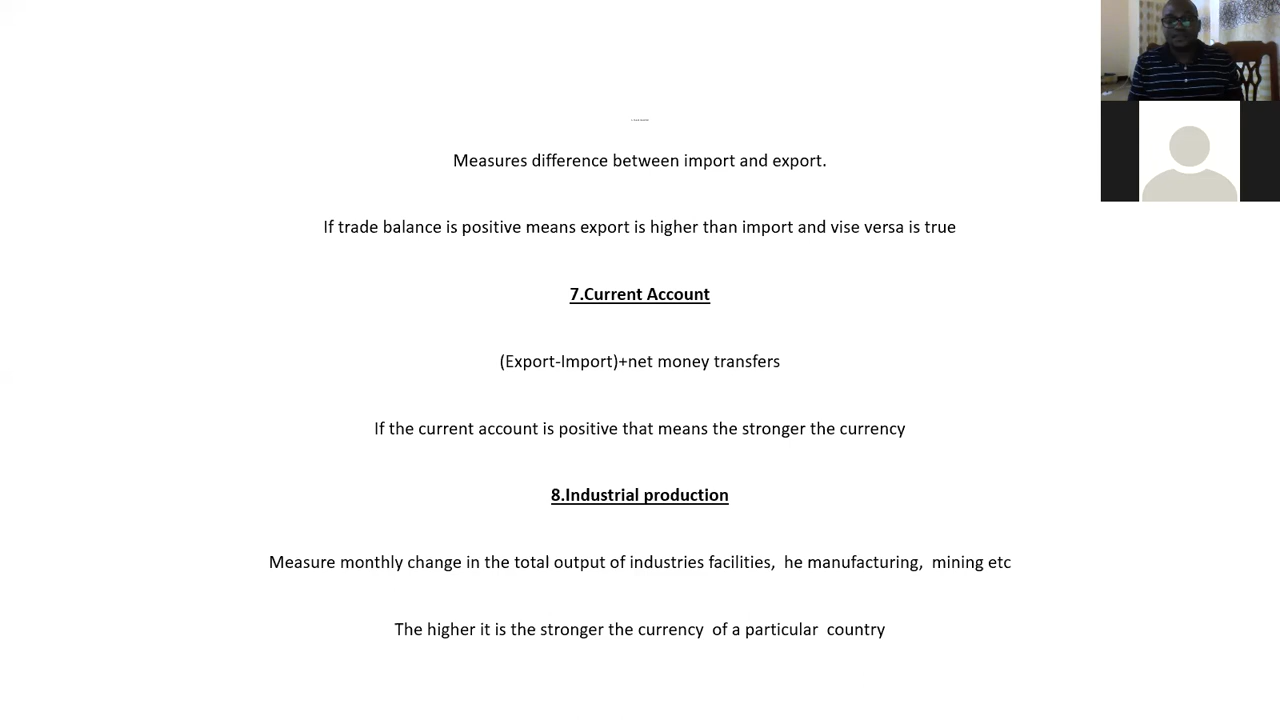 Measures difference between import and export.
If trade balance is positive means export is higher than import and vise versa is true
7.Current Account
(Export-Import)+net money transfers
If the current account is positive that means the stronger the currency
8.Industrial production
Measure monthly change in the total output of industries facilities,  he manufacturing,  mining etc
The higher it is the stronger the currency  of a particular  country